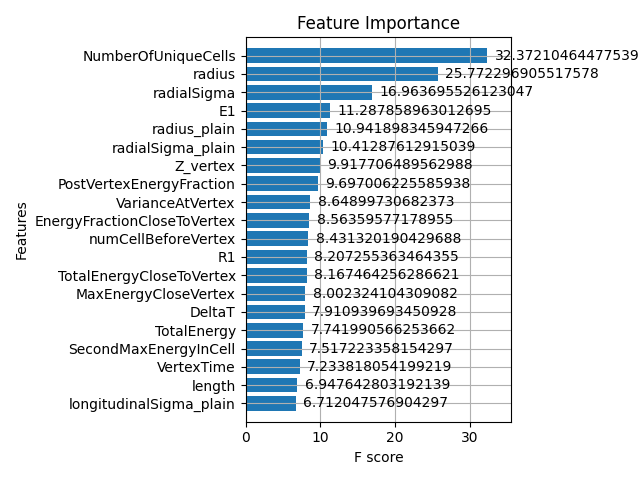 Feature Importance
NumberOfUniqueCells 32.37210464477539
radius 25.772296905517578
radialSigma 16.963695526123047
E1 11.287858963012695
radius_plain 10.941898345947266
radialSigma_plain 10.41287612915039
Z_vertex 9.917706489562988
PostVertexEnergyFraction 9.697006225585938
VarianceAtVertex 8.64899730682373
EnergyFractionCloseToVertex 8.56359577178955
numCellBeforeVertex 8.431320190429688
R1 8.207255363464355
TotalEnergyCloseToVertex 8.167464256286621
MaxEnergyCloseVertex 8.002324104309082
DeltaT 7.910939693450928
TotalEnergy 7.741990566253662
SecondMaxEnergyInCell 7.517223358154297
VertexTime 7.233818054199219
length 6.947642803192139
longitudinalSigma_plain 6.712047576904297
0 10 20 30
F score
Features